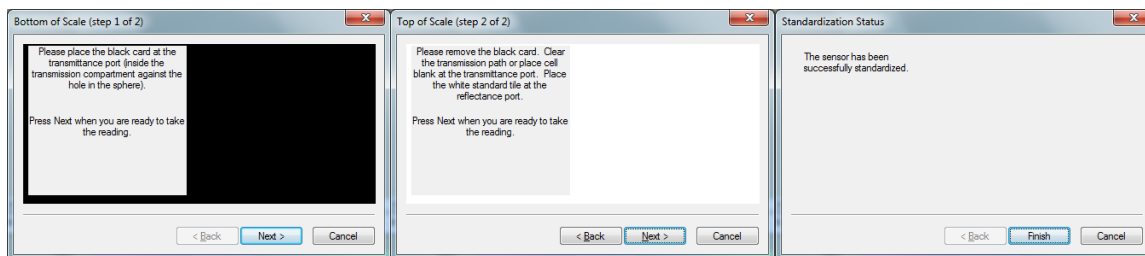 Bottom of Scale (step 1 of 2)
Please place the black card at the
transmittance port (inside the
transmission compartment against the
hole in the sphere).
Press Next when you are ready to take
the reading.
< Back
Next >
Cancel
Top of Scale (step 2 of 2)
Please remove the black card. Clear
the transmission path or place cell
blank at the transmittance port. Place
the white standard tile at the
reflectance port.
Press Next when you are ready to take
the reading.
< Back
Next >
Cancel
Standardization Status
The sensor has been
successfully standardized.
< Back
Finish
Cancel